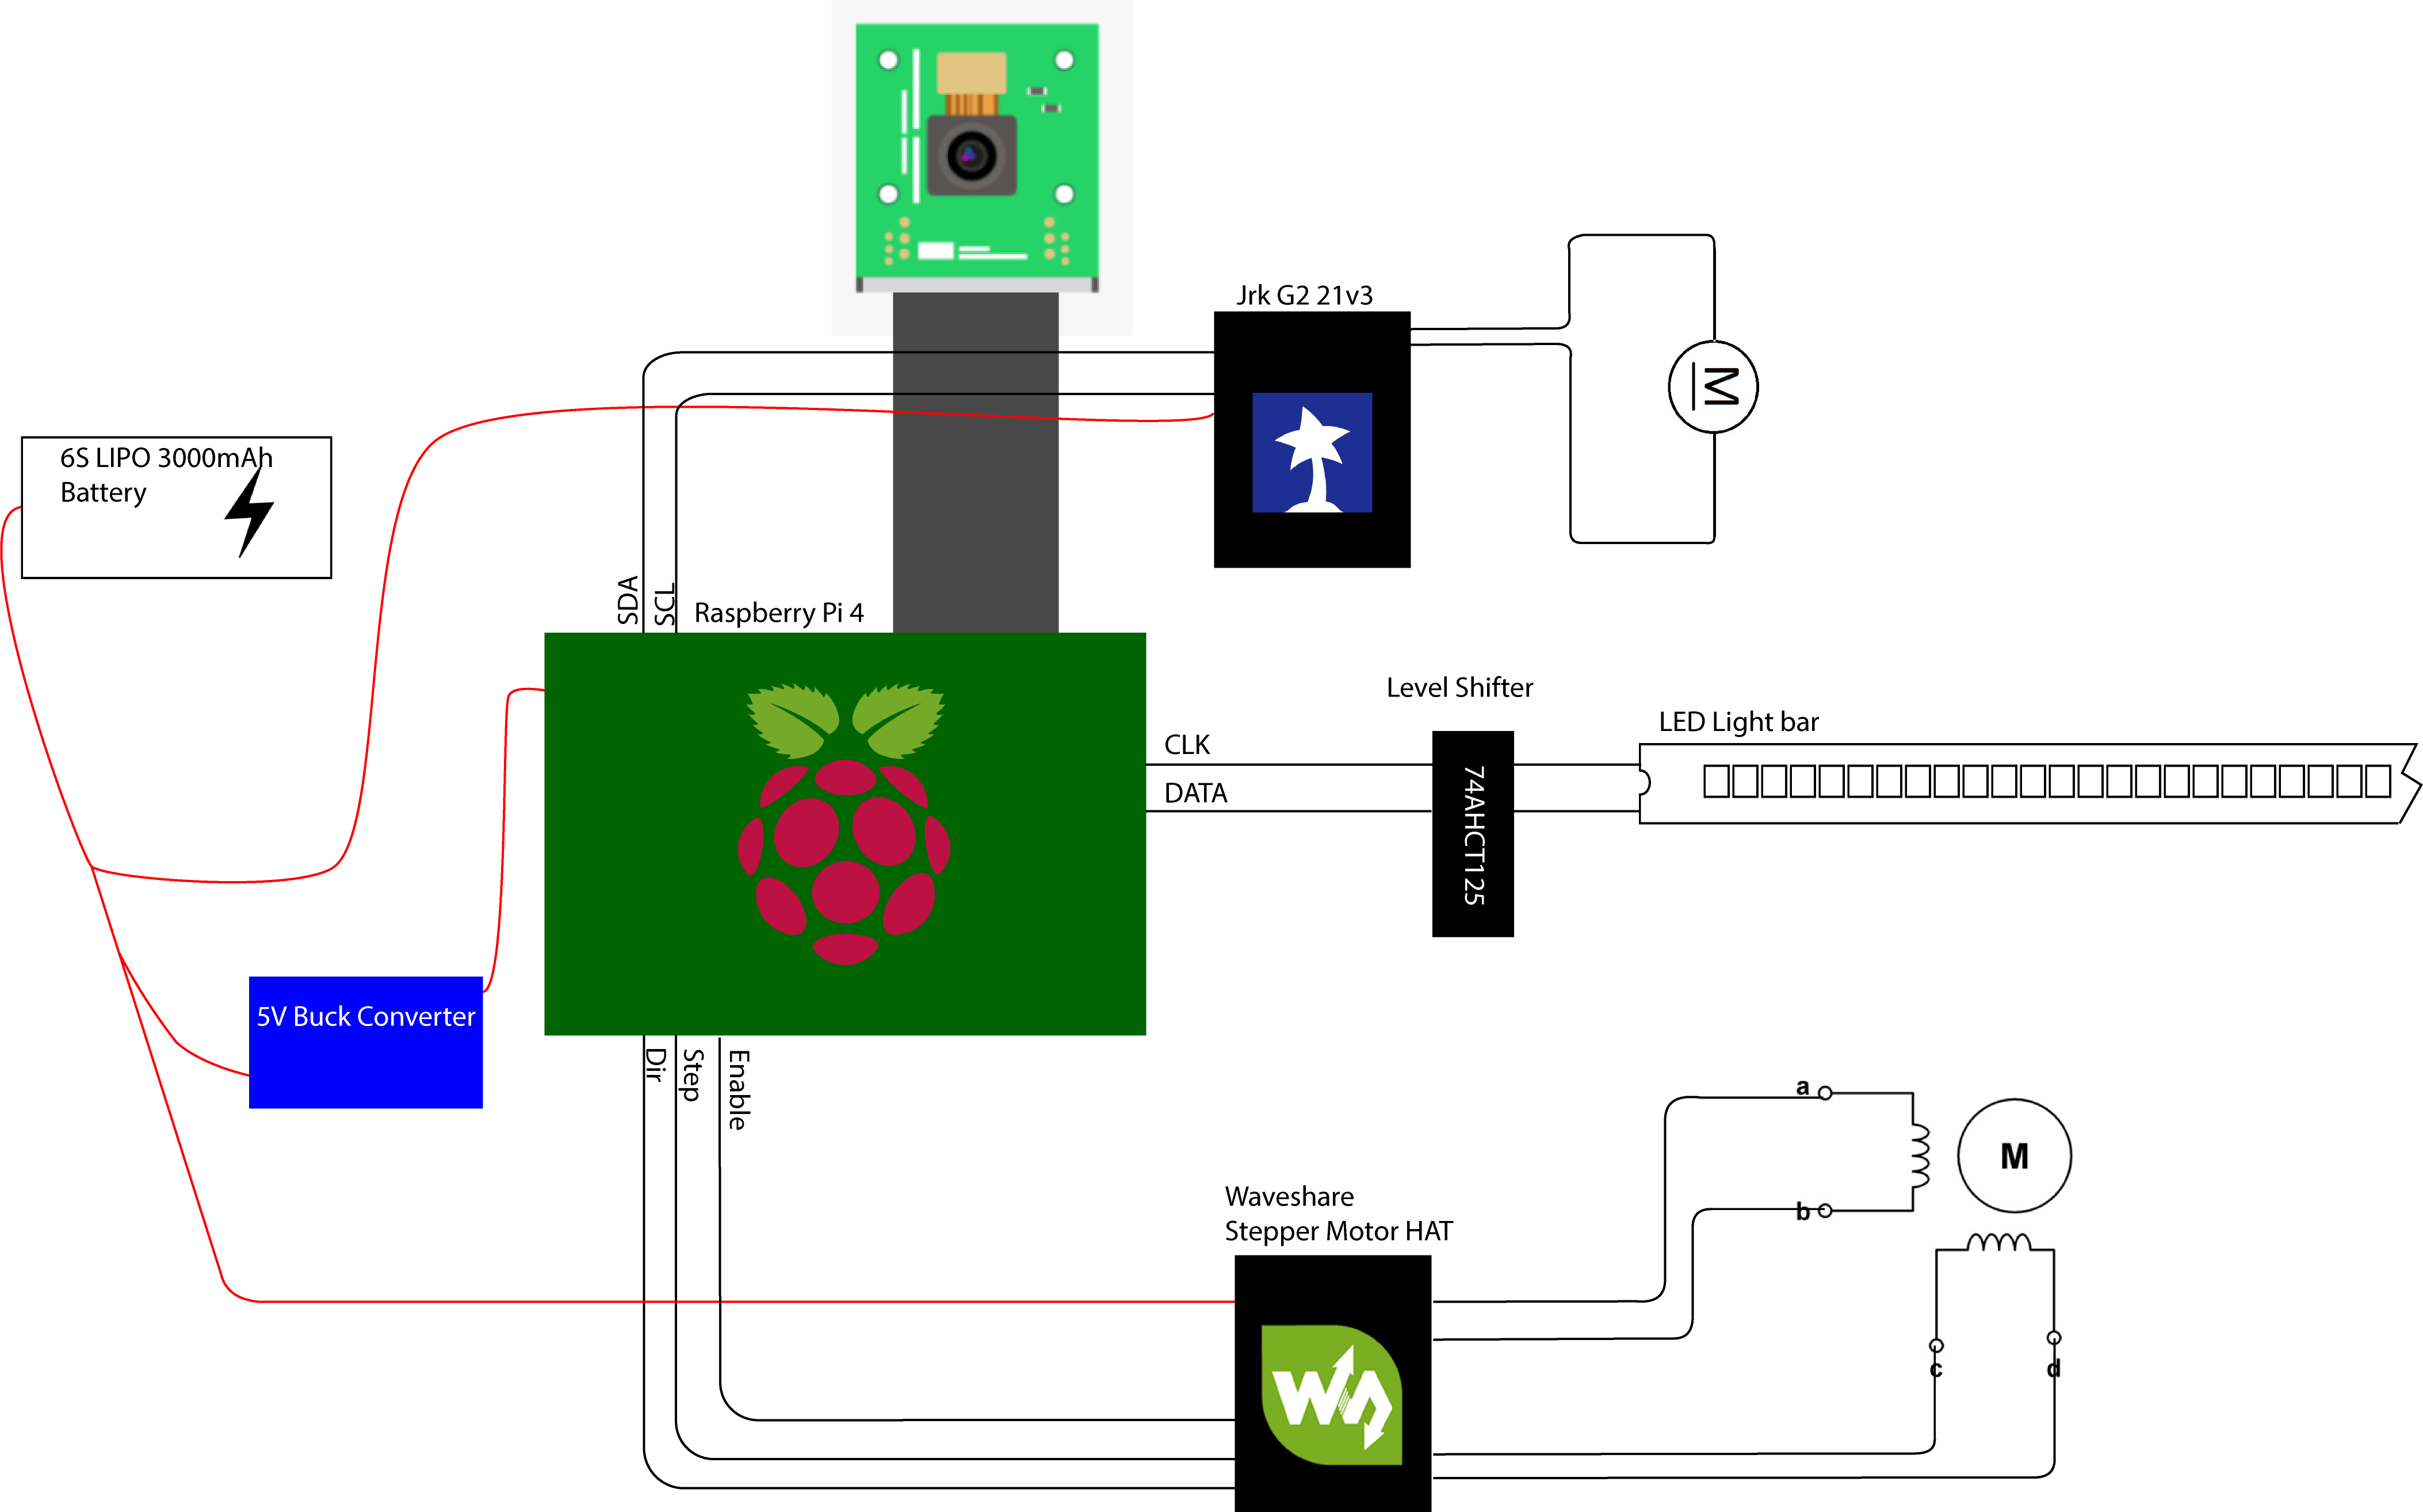 Jrk G2 21v3
M
6S LIPO 3000mAh
Battery
SDA
SCL
Raspberry Pi 4
Level Shifter
LED Light bar
CLK
DATA
74AHCT125
5V Buck Converter
Dir
Step
Enable
a
M
b
Waveshare
Stepper Motor HAT
c
d